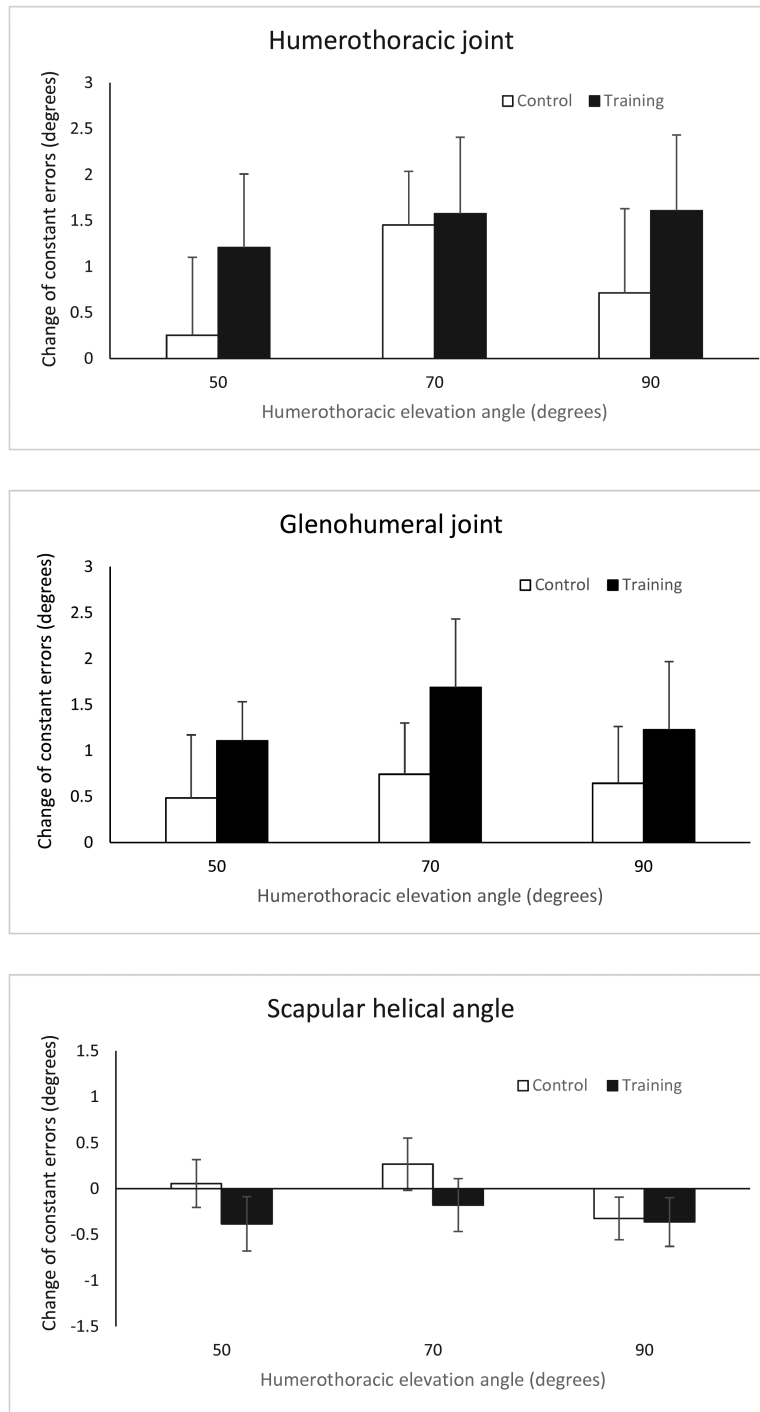 Humerothoracic joint
Change of constant errors (degrees)
3
2.5
2
1.5
1
0.5
0
Control Training
50 70 90
Humerothoracic elevation angle (degrees)
Glenohumeral joint
Change of constant errors (degrees)
3
2.5
2
1.5
1
0.5
0
Control Training
50 70 90
Humerothoracic elevation angle (degrees)
Scapular helical angle
Change of constant errors (degrees)
1.5
1
0.5
0
-0.5
-1
-1.5
Control Training
50 70 90
Humerothoracic elevation angle (degrees)